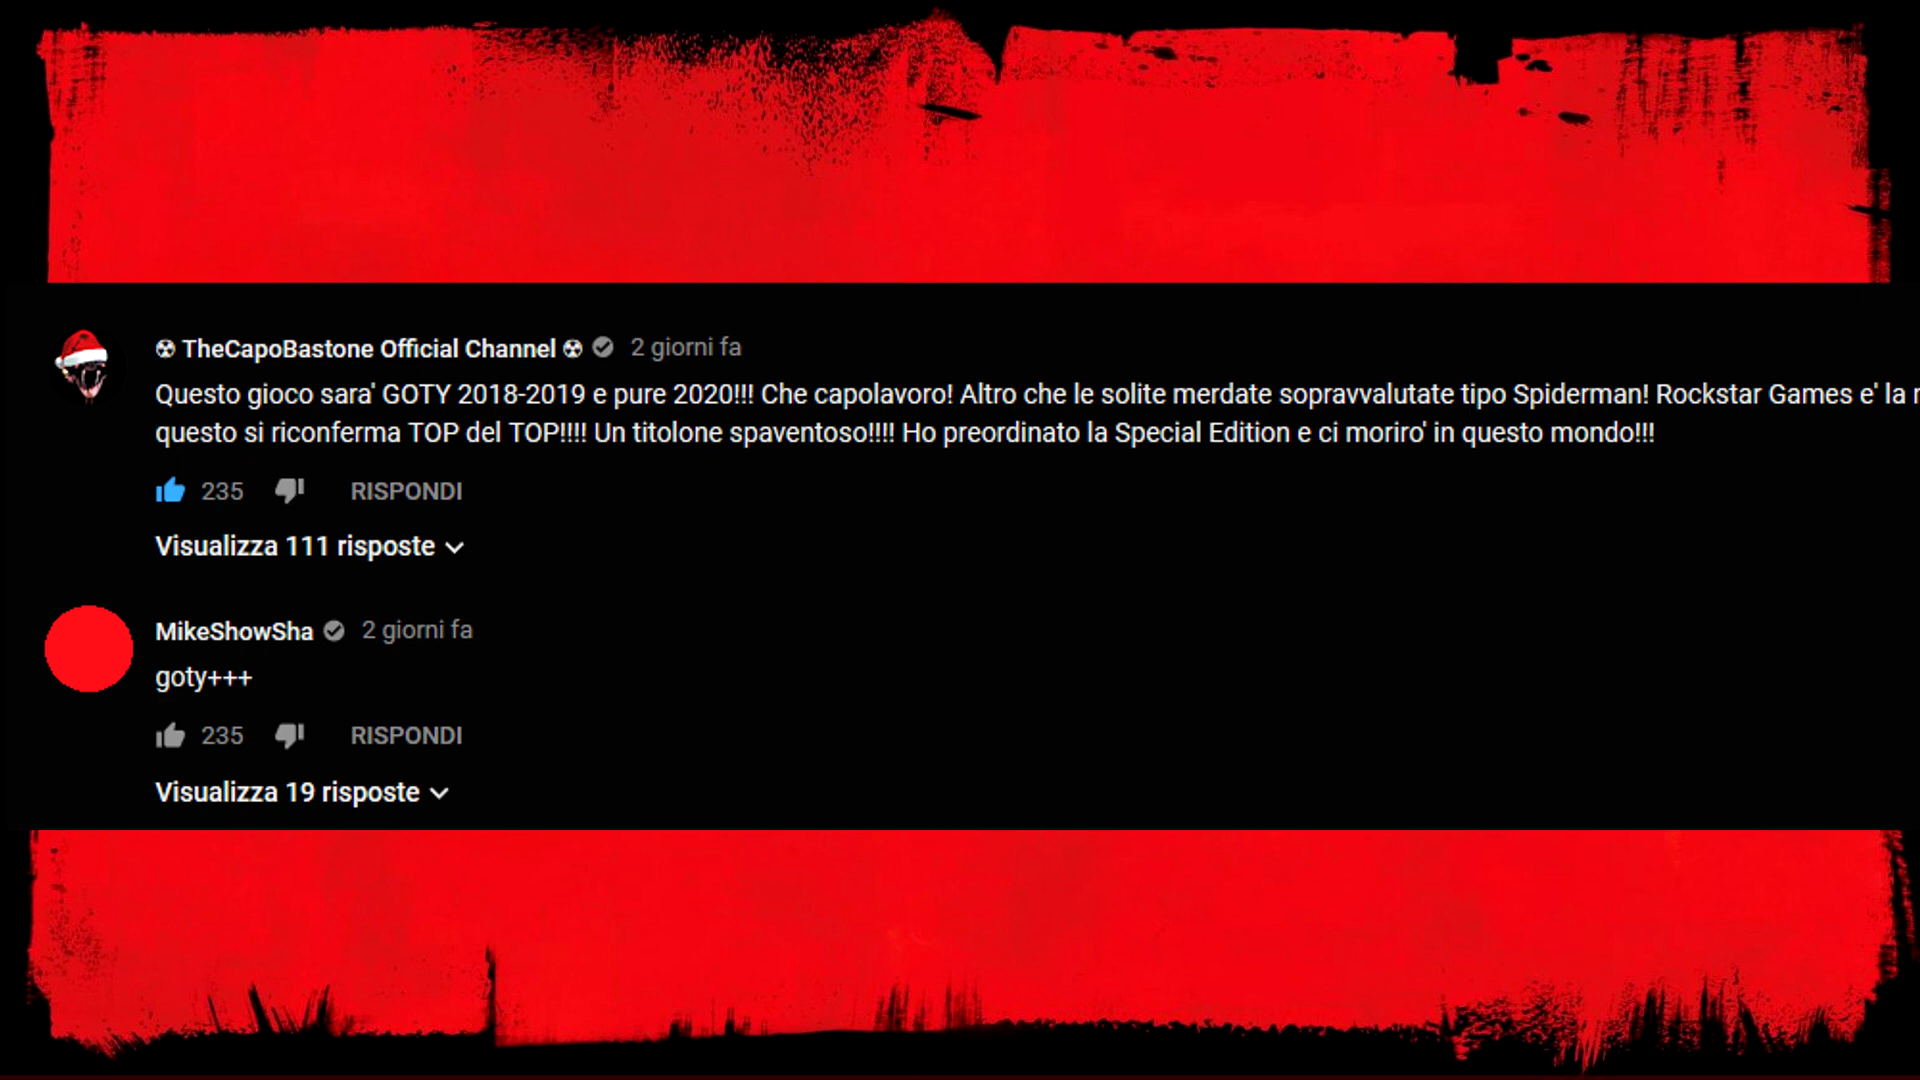 ☢ TheCapoBastone Official Channel ☢ 2 giorni fa
Questo gioco sara' GOTY 2018-2019 e pure 2020!!! Che capolavoro! Altro che le solite merdate sopravvalutate tipo Spiderman! Rockstar Games e' la
questo si riconferma TOP del TOP!!!! Un titolone spaventoso!!!! Ho preordinato la Special Edition e ci moriro' in questo mondo!!!
235 RISPONDI
Visualizza 111 risposte
MikeShowSha 2 giorni fa
goty+++
235 RISPONDI
Visualizza 19 risposte